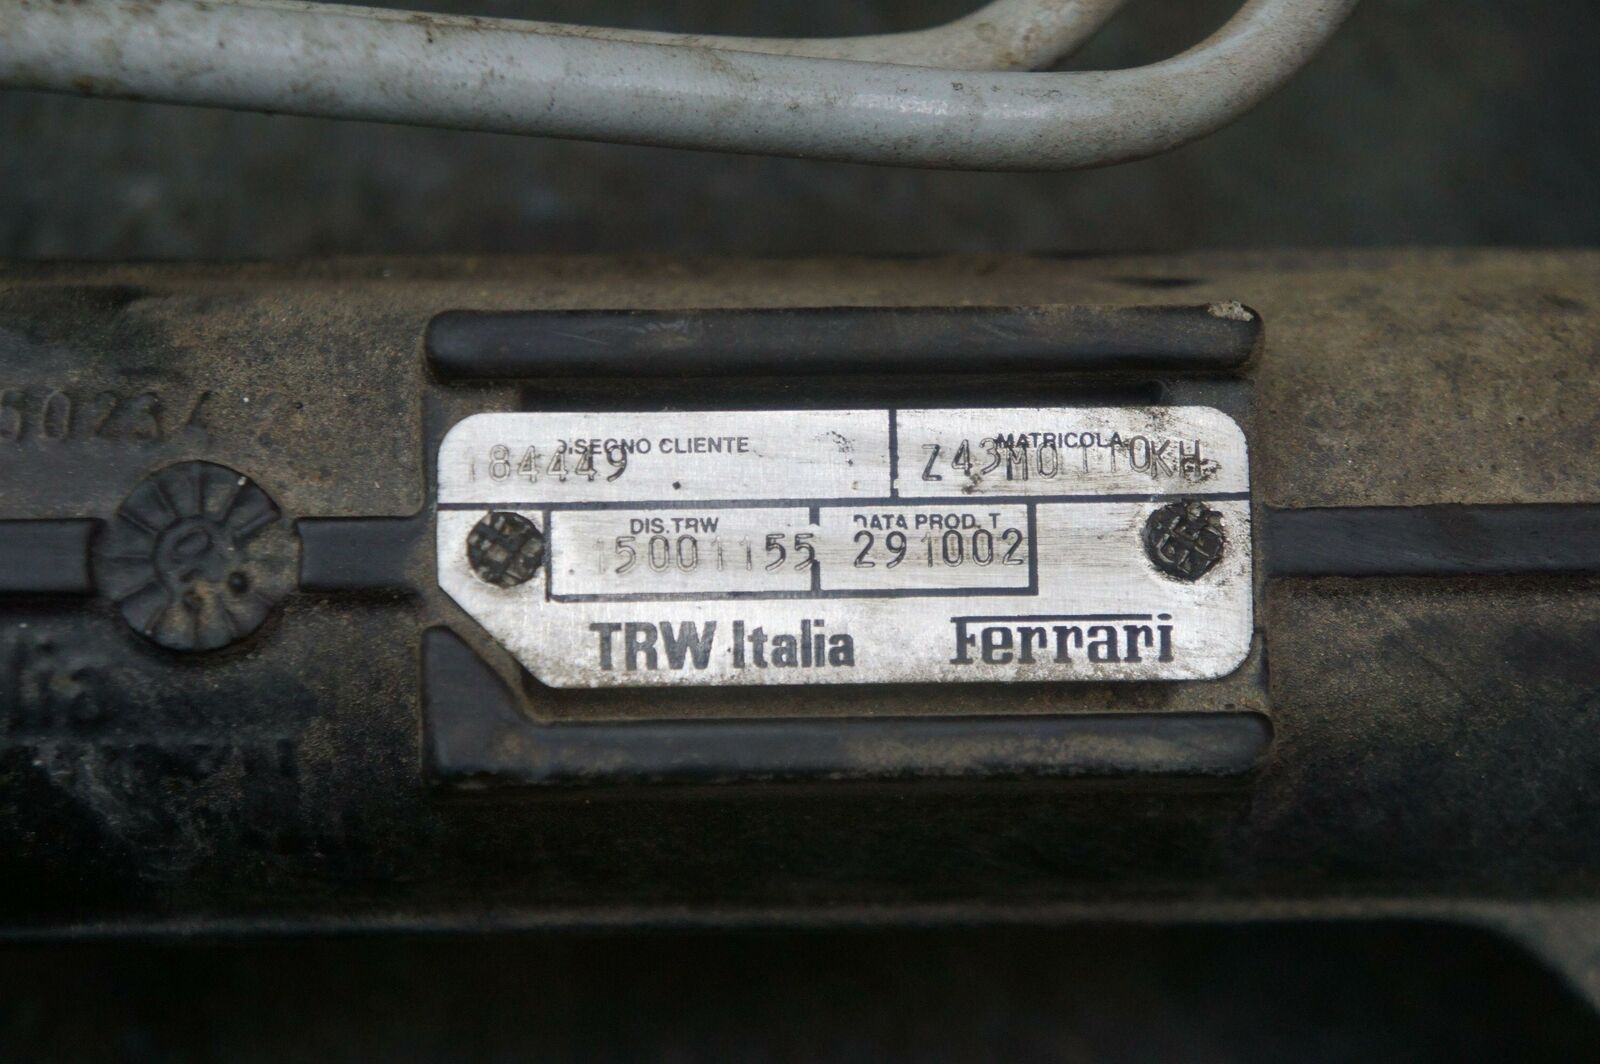 DISEGNO CLIENTE
184449
MATRICOLA
Z43M0110KH
DIS.TRW
15001155
DATA PROD. T
291002
TRW Italia
Ferrari